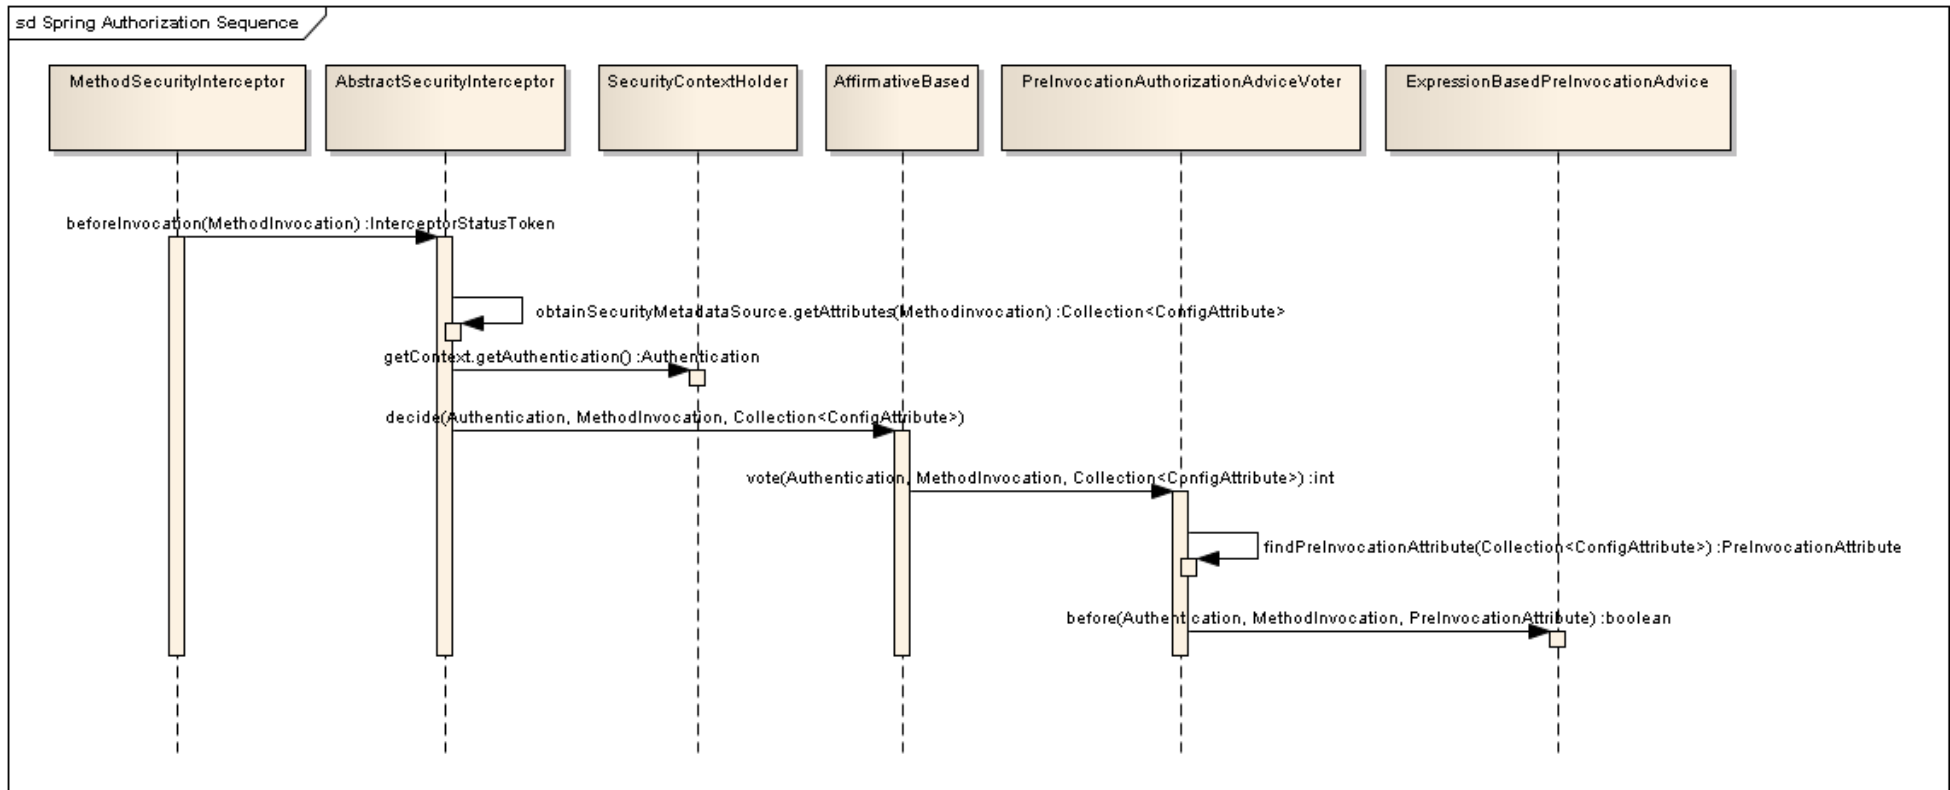 sd Spring Authorization Sequence
MethodSecurityInterceptor
AbstractSecurityInterceptor
SecurityContextHolder
AffirmativeBased
PreInvocationAuthorizationAdviceVoter
ExpressionBasedPreInvocationAdvice
beforeInvocation(MethodInvocation) :InterceptorStatusToken
obtainSecurityMetadataSource.getAttributes(Methodinvocation) :Collection<ConfigAttribute>
getContext.getAuthentication() :Authentication
decide(Authentication, MethodInvocation, Collection<ConfigAttribute>)
vote(Authentication, MethodInvocation, Collection<ConfigAttribute>) :int
findPreInvocationAttribute(Collection<ConfigAttribute>) :PreInvocationAttribute
before(Authentication, MethodInvocation, PreInvocationAttribute) :boolean